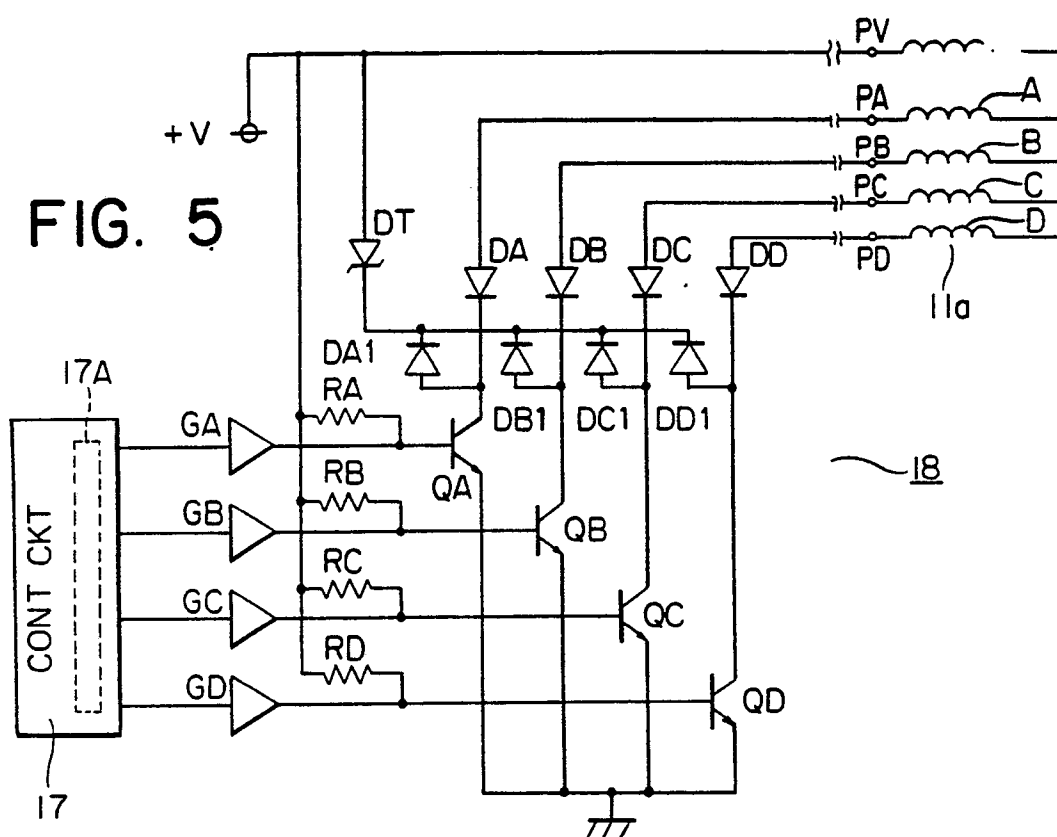 PV
PA
A
+V
PB
B
PC
C
FIG. 5
DT
DA
DB
DC
DD
PD
D
11a
DA1
17A
RA
DB1
DC1
DD1
GA
18
QA
RB
GB
QB
CONT CKT
RC
GC
QC
RD
GD
QD
17